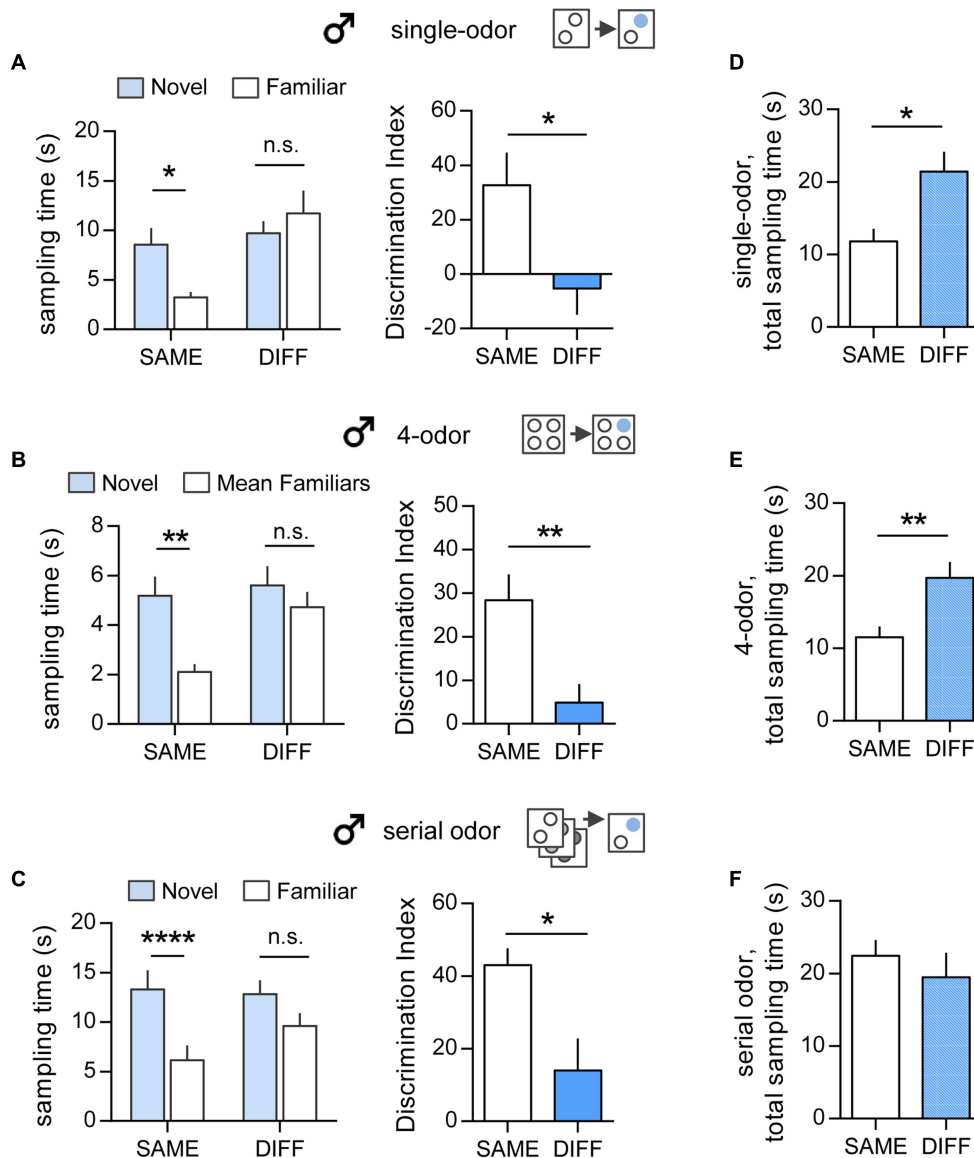 ♂ single-odor
A
Novel Familiar
sampling time (s)
20
15
10
5
0
*
n.s.
SAME DIFF
Discrimination Index
60
40
20
0
-20
*
SAME DIFF
D
single-odor,
total sampling time (s)
30
20
10
0
*
SAME DIFF
♂ 4-odor
B
Novel Mean Familiars
sampling time (s)
8
6
4
2
0
**
n.s.
SAME DIFF
Discrimination Index
50
40
30
20
10
0
**
SAME DIFF
E
4-odor,
total sampling time (s)
30
20
10
0
**
SAME DIFF
♂ serial odor
C
Novel Familiar
sampling time (s)
20
15
10
5
0
****
n.s.
SAME DIFF
Discrimination Index
60
40
20
0
*
SAME DIFF
F
serial odor,
total sampling time (s)
30
20
10
0
SAME DIFF